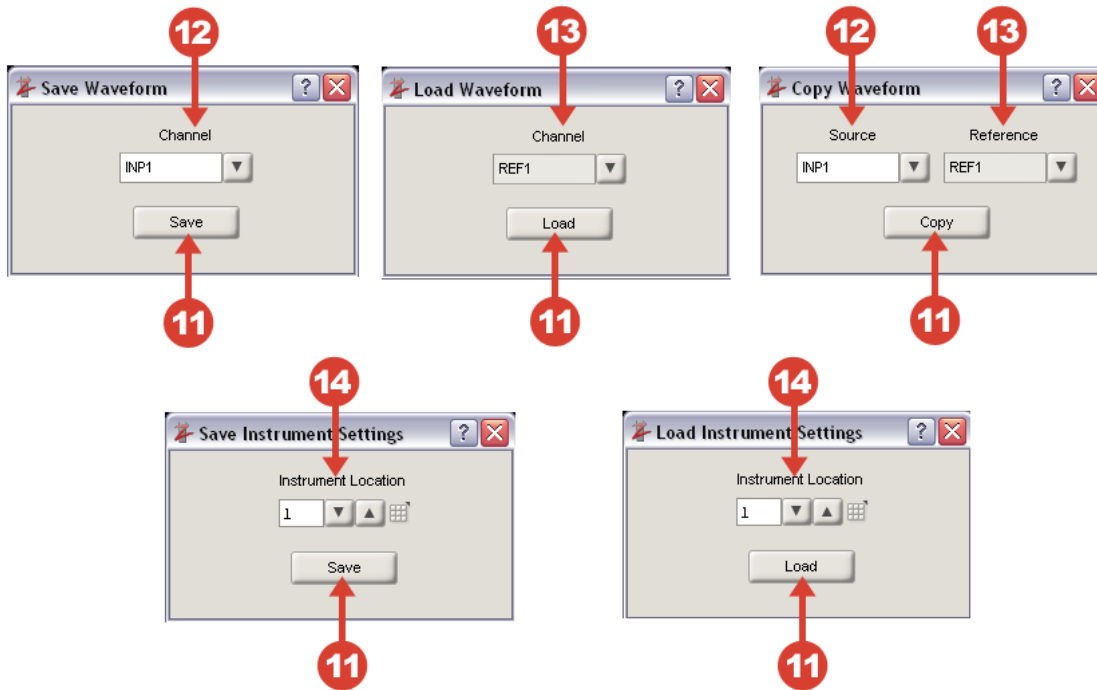 12
13
12
13
Save Waveform
?
Load Waveform
?
Copy Waveform
?
Channel
INP1
Save
Channel
REF1
Load
Source
Reference
INP1
REF1
Copy
11
11
11
14
14
Save Instrument Settings
?
Load Instrument Settings
?
Instrument Location
1
Save
Instrument Location
1
Load
11
11